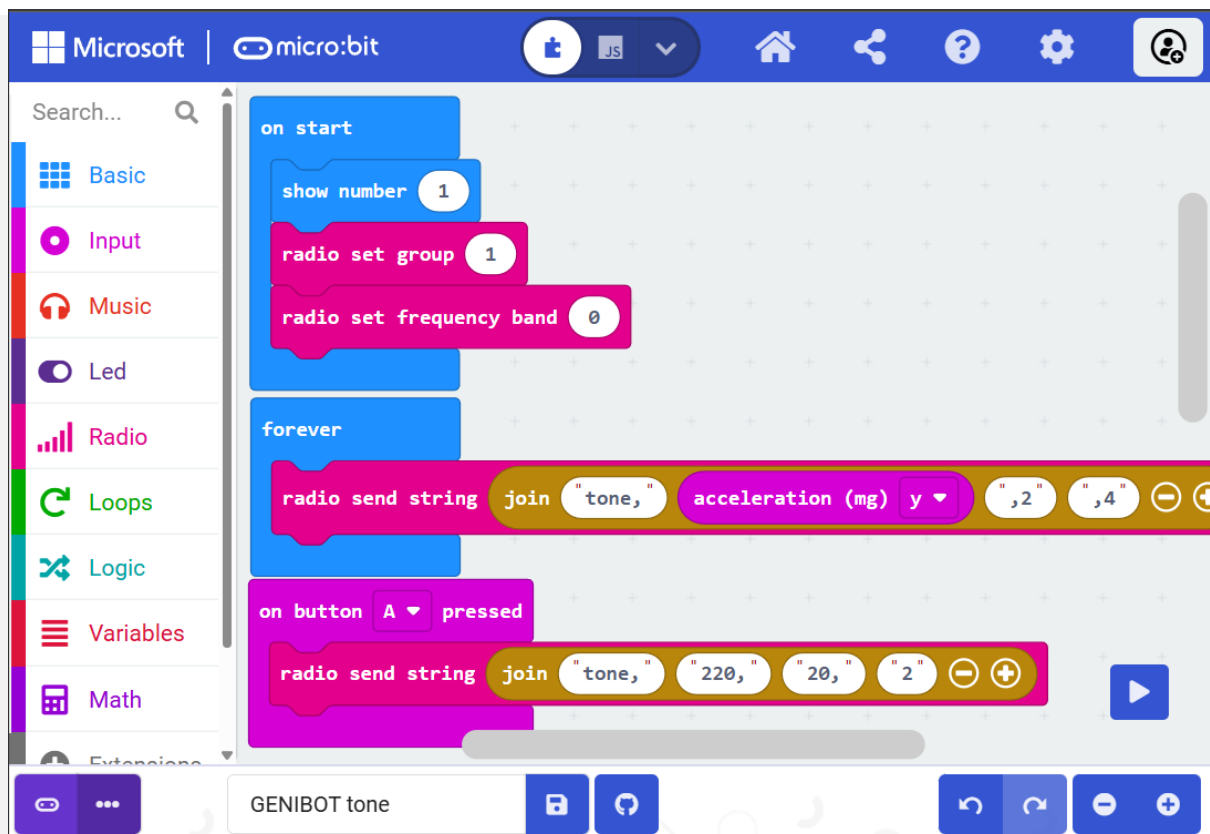 Microsoft micro:bit JS
Search...
Basic
Input
Music
Led
Radio
Loops
Logic
Variables
Math
Extensions
on start
show number 1
radio set group 1
radio set frequency band 0
forever
radio send string join "tone," acceleration (mg) y ",2" ",4"
on button A pressed
radio send string join "tone," "220," "20," "2"
GENIBOT tone